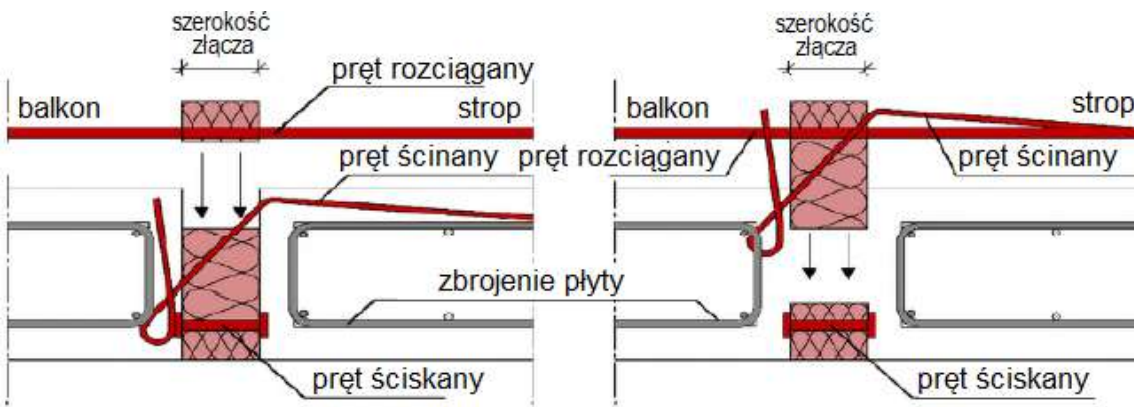 szerokość
złącza
pręt rozciągany
balkon
strop
pręt ścinany
zbrojenie płyty
pręt ściskany
szerokość
złącza
balkon
strop
pręt rozciągany
pręt ścinany
pręt ściskany